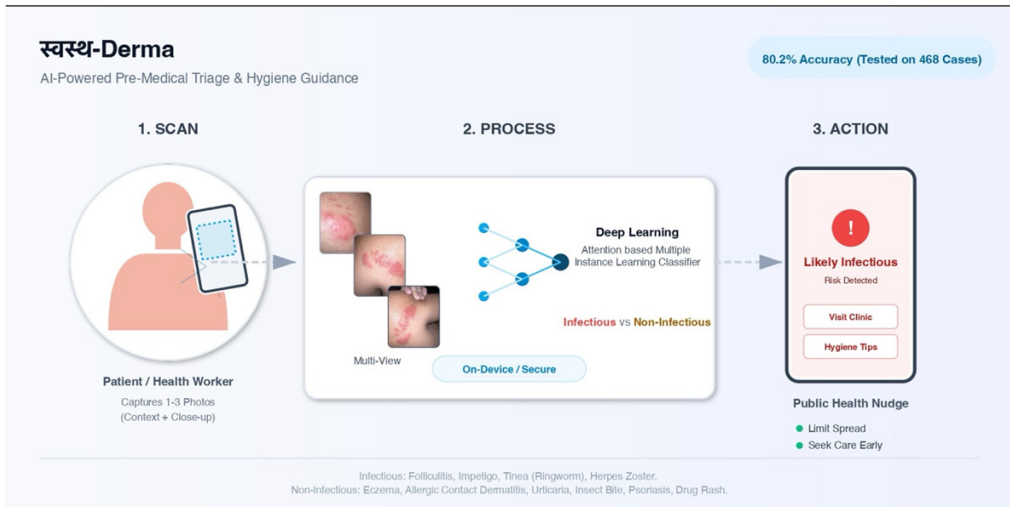 स्वस्थ-Derma
AI-Powered Pre-Medical Triage & Hygiene Guidance
80.2% Accuracy (Tested on 468 Cases)
1. SCAN
Patient / Health Worker
Captures 1-3 Photos
(Context + Close-up)
2. PROCESS
Multi-View
Deep Learning
Attention based Multiple
Instance Learning Classifier
Infectious vs Non-Infectious
On-Device / Secure
3. ACTION
!
Likely Infectious
Risk Detected
Visit Clinic
Hygiene Tips
Public Health Nudge
Limit Spread
Seek Care Early
Infectious: Folliculitis, Impetigo, Tinea (Ringworm), Herpes Zoster.
Non-Infectious: Eczema, Allergic Contact Dermatitis, Urticaria, Insect Bite, Psoriasis, Drug Rash.